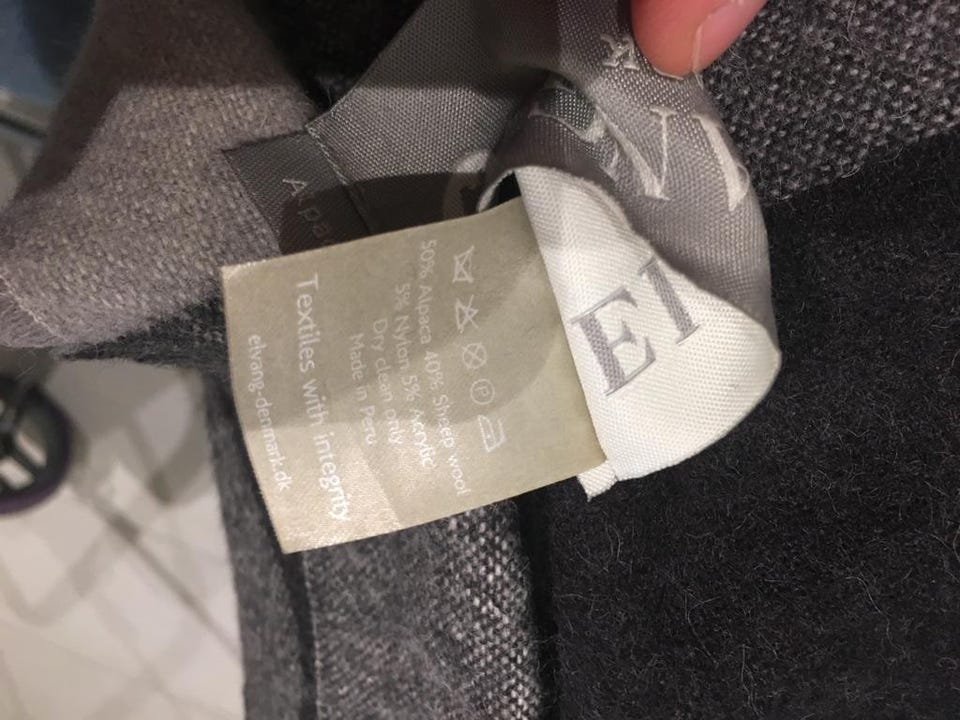 50% Alpaca 40% Sheep wool
5% Nylon 5% Acrylic
Dry clean only
Made in Peru
Textiles with integrity
elvang-denmark.dk
Alpac
El